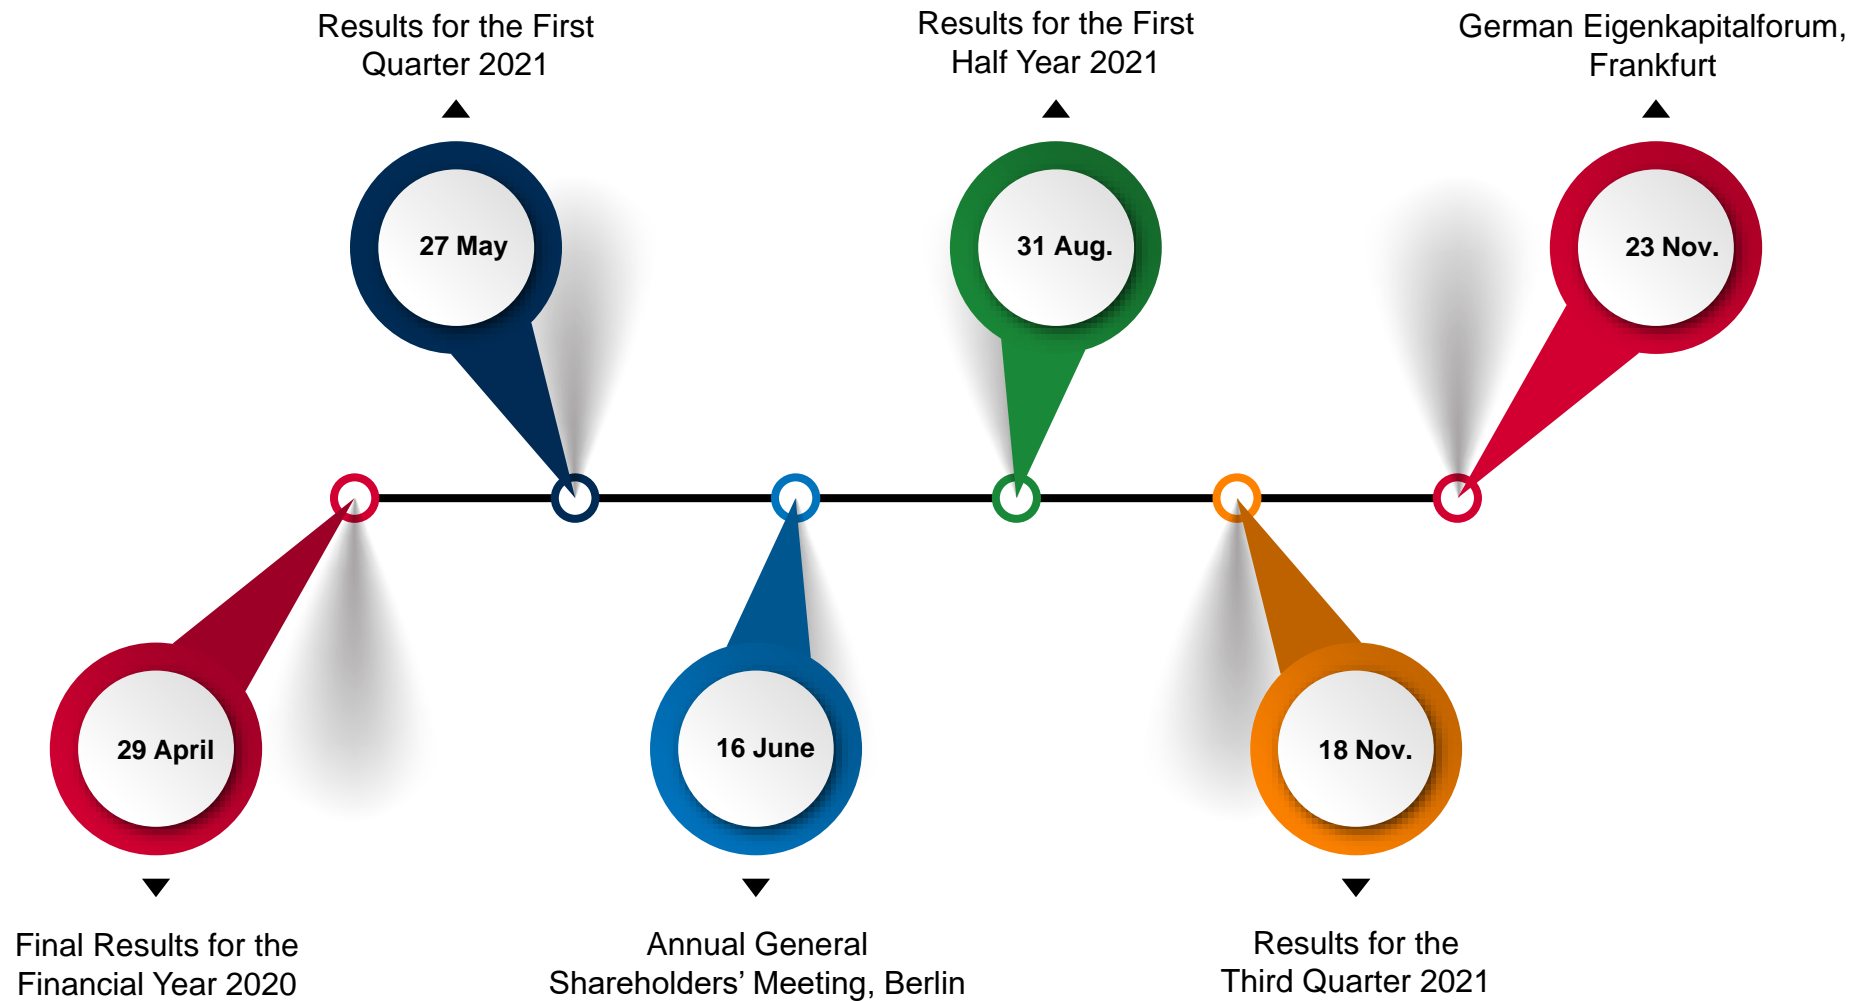 Results for the First
Quarter 2021
Results for the First
Half Year 2021
German Eigenkapitalforum,
Frankfurt
27 May
31 Aug.
23 Nov.
29 April
16 June
18 Nov.
Final Results for the
Financial Year 2020
Annual General
Shareholders’ Meeting, Berlin
Results for the
Third Quarter 2021